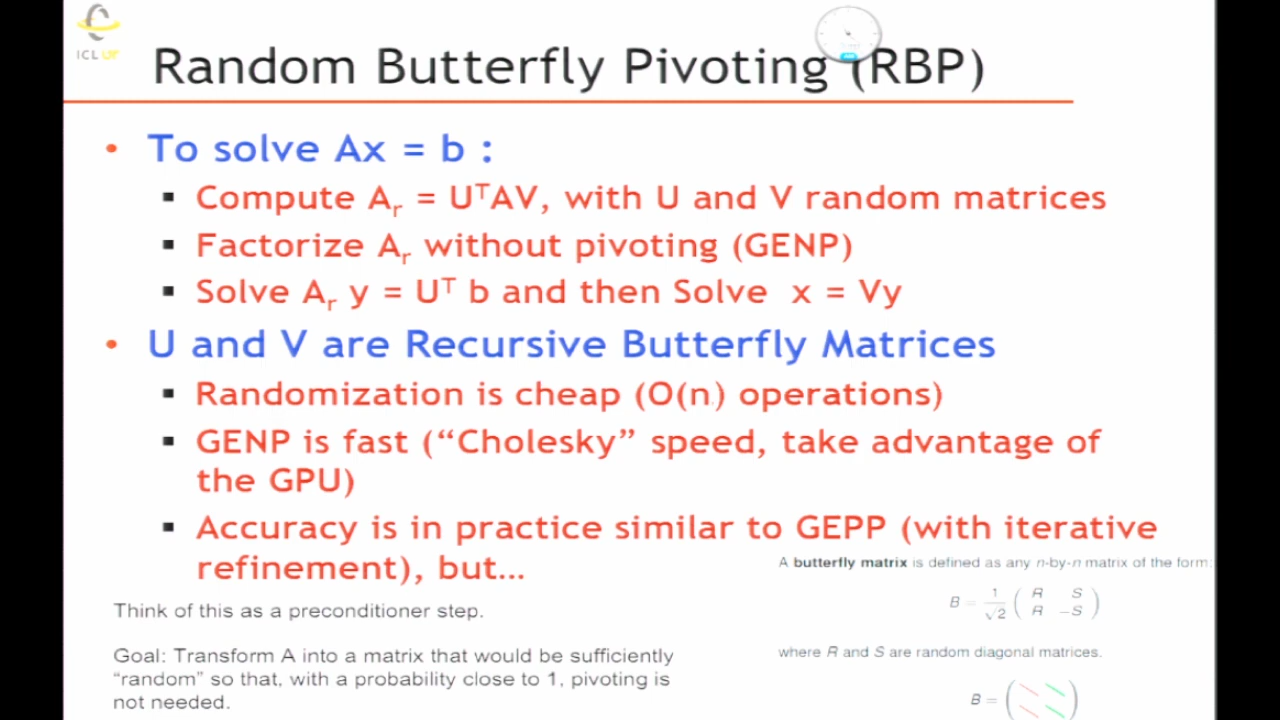 ICL UT
Random Butterfly Pivoting (RBP)
• To solve Ax = b :
▪ Compute Aᵣ = UᵀAV, with U and V random matrices
▪ Factorize Aᵣ without pivoting (GENP)
▪ Solve Aᵣ y = Uᵀ b and then Solve x = Vy
• U and V are Recursive Butterfly Matrices
▪ Randomization is cheap (O(n) operations)
▪ GENP is fast (“Cholesky” speed, take advantage of
the GPU)
▪ Accuracy is in practice similar to GEPP (with iterative
refinement), but...
A butterfly matrix is defined as any n-by-n matrix of the form:
B = 1/√2 ( R S
R −S )
where R and S are random diagonal matrices.
B = ( )
Think of this as a preconditioner step.
Goal: Transform A into a matrix that would be sufficiently
“random” so that, with a probability close to 1, pivoting is
not needed.